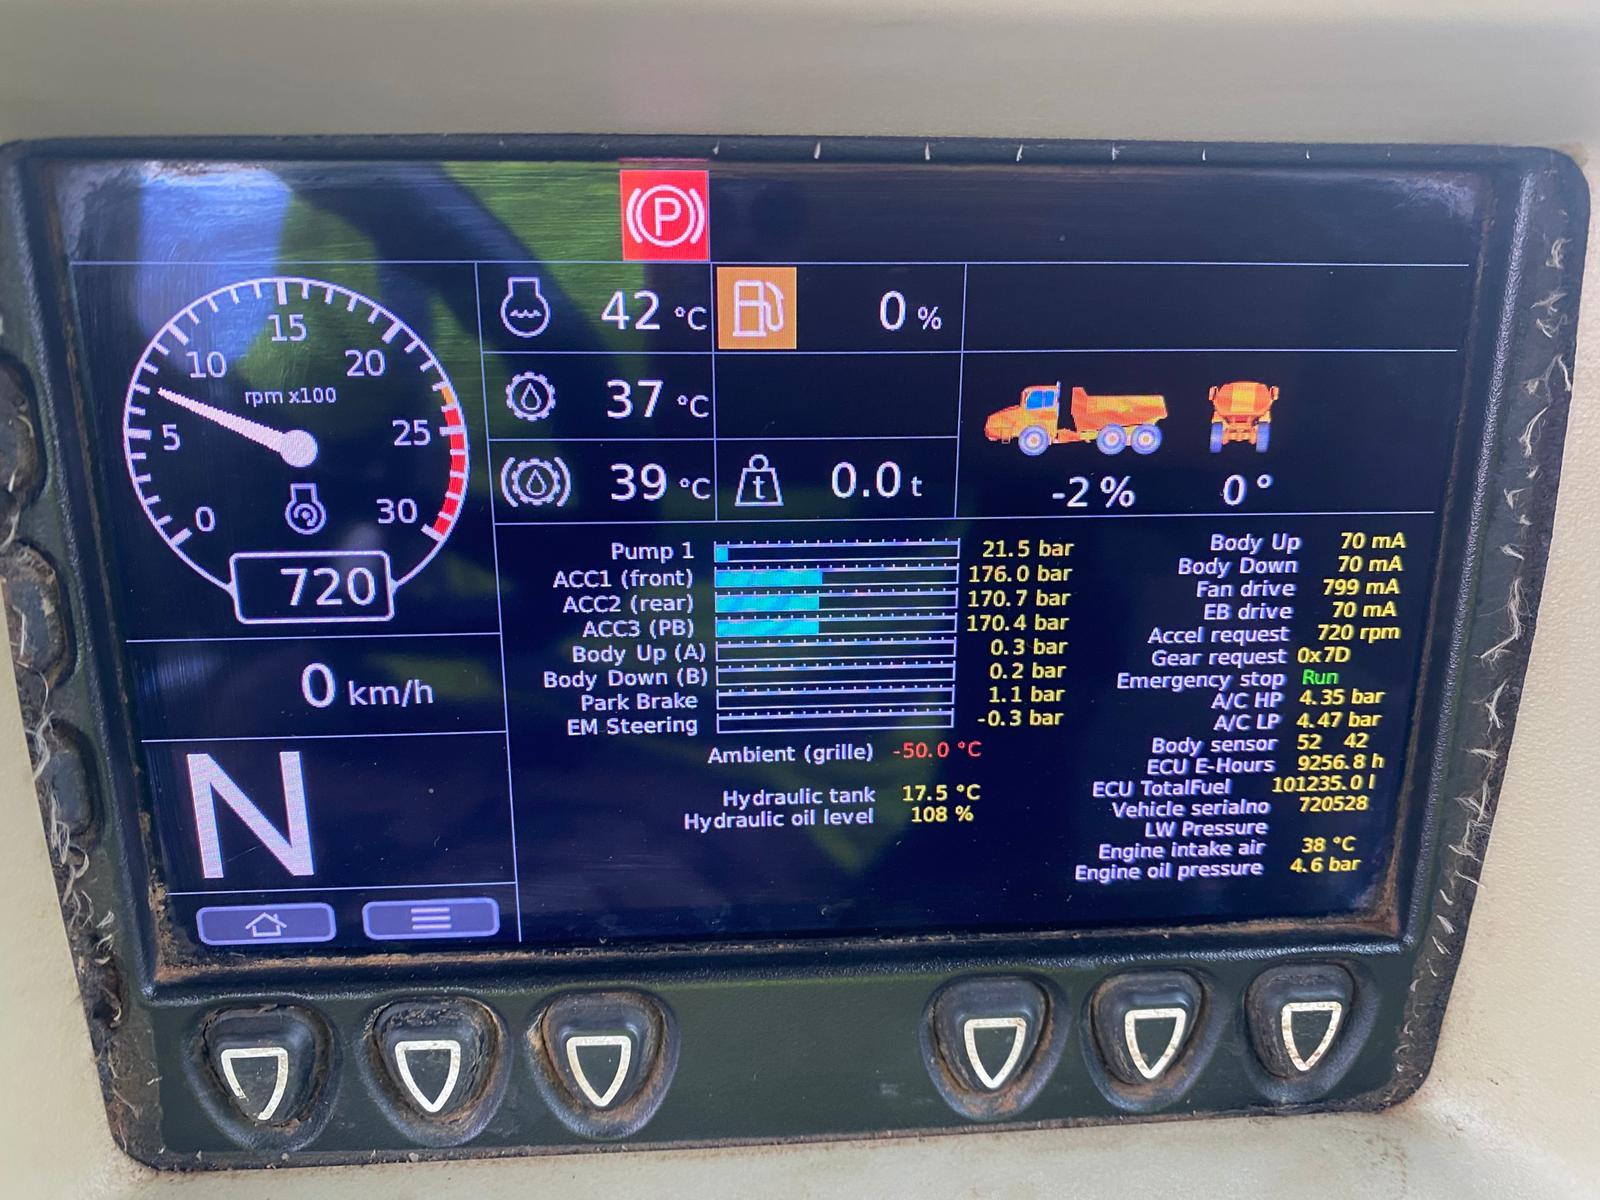 P
15
10
20
rpm x100
5
25
0
30
720
42 °C
0 %
37 °C
39 °C
t
0.0 t
-2 %
0 °
0 km/h
N
Pump 1 21.5 bar
ACC1 (front) 176.0 bar
ACC2 (rear) 170.7 bar
ACC3 (PB) 170.4 bar
Body Up (A) 0.3 bar
Body Down (B) 0.2 bar
Park Brake 1.1 bar
EM Steering -0.3 bar
Ambient (grille) -50.0 °C
Hydraulic tank 17.5 °C
Hydraulic oil level 108 %
Body Up 70 mA
Body Down 70 mA
Fan drive 799 mA
EB drive 70 mA
Accel request 720 rpm
Gear request 0x7D
Emergency stop Run
A/C HP 4.35 bar
A/C LP 4.47 bar
Body sensor 52 42
ECU E-Hours 9256.8 h
ECU TotalFuel 101235.0 l
Vehicle serialno 720528
LW Pressure
Engine intake air 38 °C
Engine oil pressure 4.6 bar